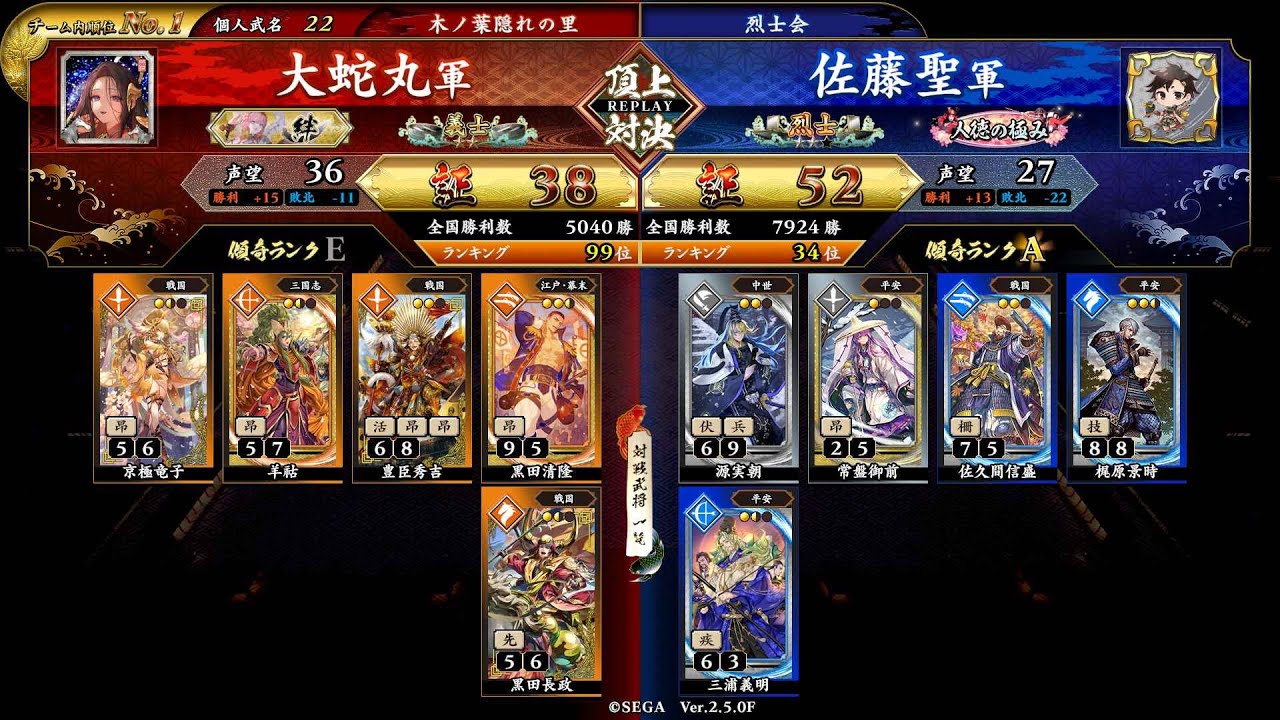 チーム内順位 No.1
個人武名 22
木ノ葉隠れの里
烈士会
大蛇丸軍
頂上
REPLAY
対決
佐藤聖軍
絆
義士
烈士
人徳の極み
声望 36
勝利 +15 敗北 -11
証 38
証 52
声望 27
勝利 +13 敗北 -22
全国勝利数 5040勝
全国勝利数 7924勝
傾奇ランクE
ランキング 99位
ランキング 34位
傾奇ランクA
戦国
三国志
戦国
江戸・幕末
中世
平安
戦国
平安
昂
昂
活 昂 昂
昂
伏 兵
昂
柵
技
5 6
5 7
6 8
9 5
6 9
2 5
7 5
8 8
京極竜子
羊祜
豊臣秀吉
黒田清隆
源実朝
常盤御前
佐久間信盛
梶原景時
対戦武将一覧
戦国
平安
先
疾
5 6
6 3
黒田長政
三浦義明
©SEGA Ver.2.5.0F